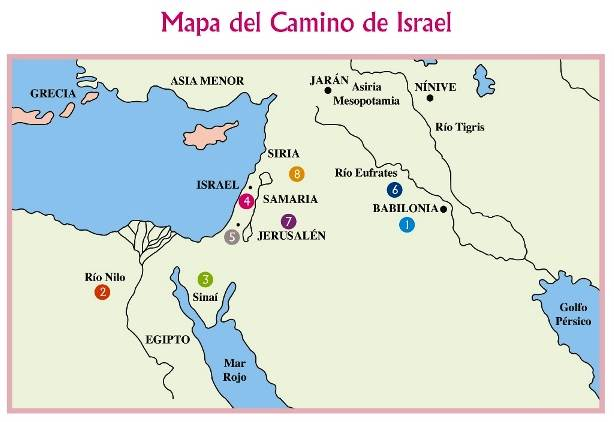 Mapa del Camino de Israel
GRECIA
ASIA MENOR
JARÁN
Asiria
Mesopotamia
NÍNIVE
Río Tigris
SIRIA
8
Río Eufrates
6
ISRAEL
4
SAMARIA
BABILONIA
1
7
5
JERUSALÉN
Río Nilo
2
3
Sinaí
EGIPTO
Mar
Rojo
Golfo
Pérsico